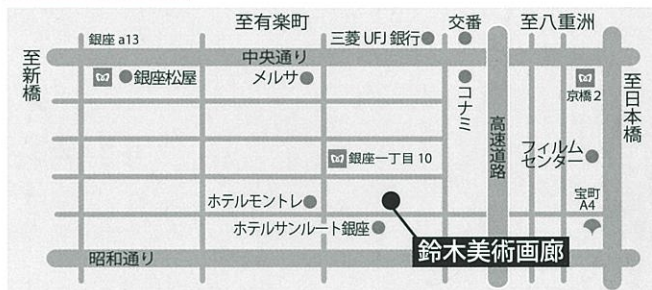 至有楽町
交番
至八重洲
銀座 a13
三菱 UFJ 銀行
中央通り
至新橋
銀座松屋
メルサ
コナミ
京橋 2
至日本橋
高速道路
フィルム
センター
銀座一丁目 10
宝町
A4
ホテルモントレ
ホテルサンルート銀座
鈴木美術画廊
昭和通り